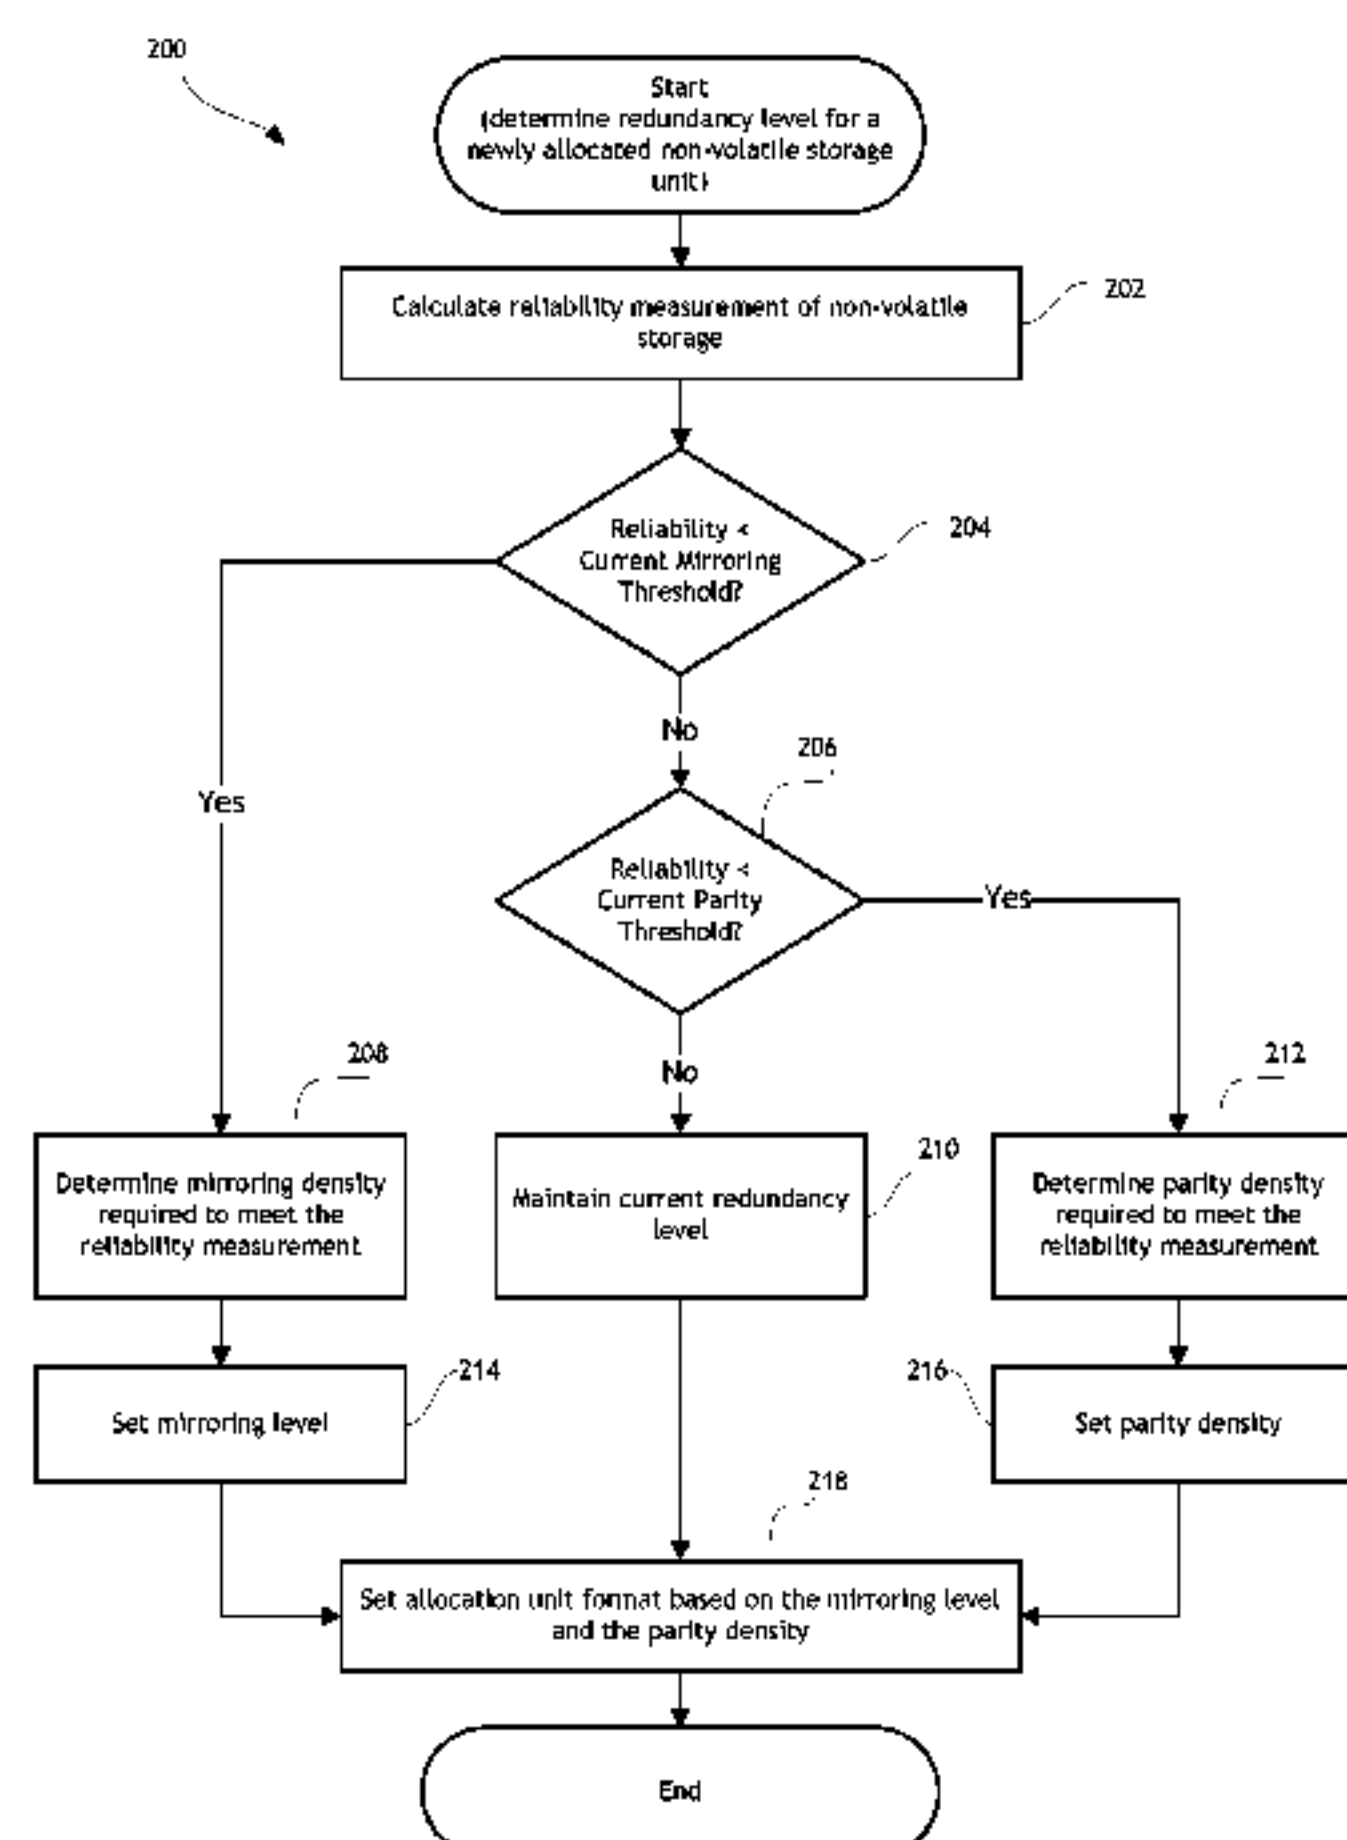 200
Start
(determine redundancy level for a
newly allocated non-volatile storage
unit)
Calculate reliability measurement of non-volatile
storage
202
Reliability <
Current Mirroring
Threshold?
204
No
206
Yes
Reliability <
Current Parity
Threshold?
Yes
208
No
212
210
Determine mirroring density
required to meet the
reliability measurement
Maintain current redundancy
level
Determine parity density
required to meet the
reliability measurement
214
216
Set mirroring level
Set parity density
218
Set allocation unit format based on the mirroring level
and the parity density
End